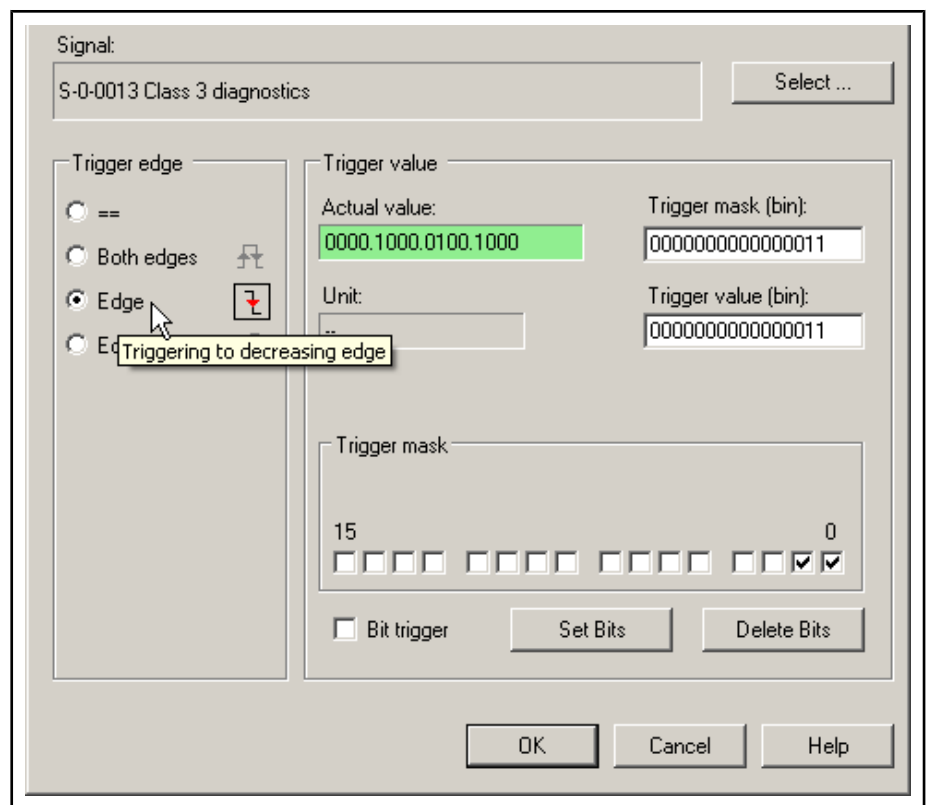 Signal:
S-0-0013 Class 3 diagnostics
Select ...
Trigger edge
==
Both edges
Edge
Triggering to decreasing edge
Trigger value
Actual value:
0000.1000.0100.1000
Trigger mask (bin):
0000000000000011
Unit:
--
Trigger value (bin):
0000000000000011
Trigger mask
15 0
Bit trigger
Set Bits
Delete Bits
OK
Cancel
Help